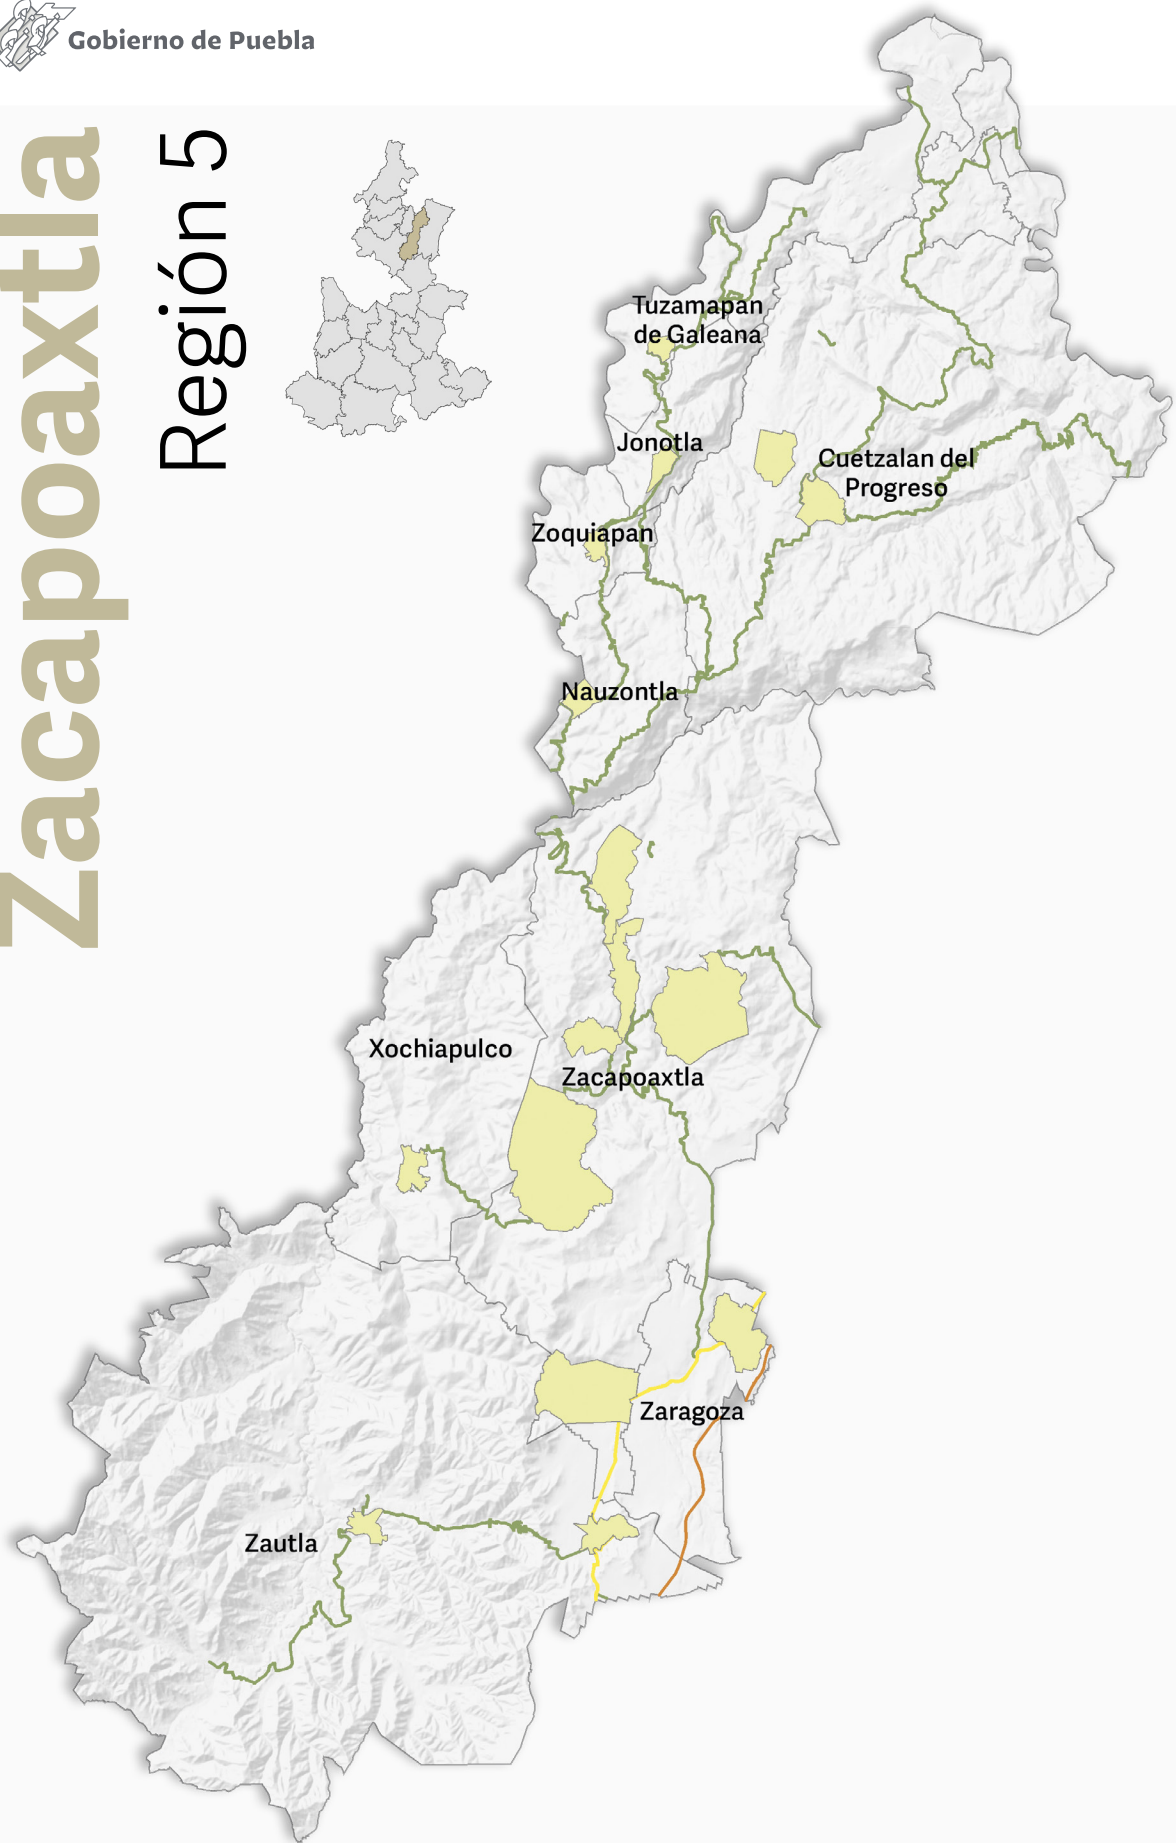 Gobierno de Puebla
Zacapoaxtla
Región 5
Tuzamapan
de Galeana
Jonotla
Cuetzalan del
Progreso
Zoquiapan
Nauzontla
Xochiapulco
Zacapoaxtla
Zaragoza
Zautla